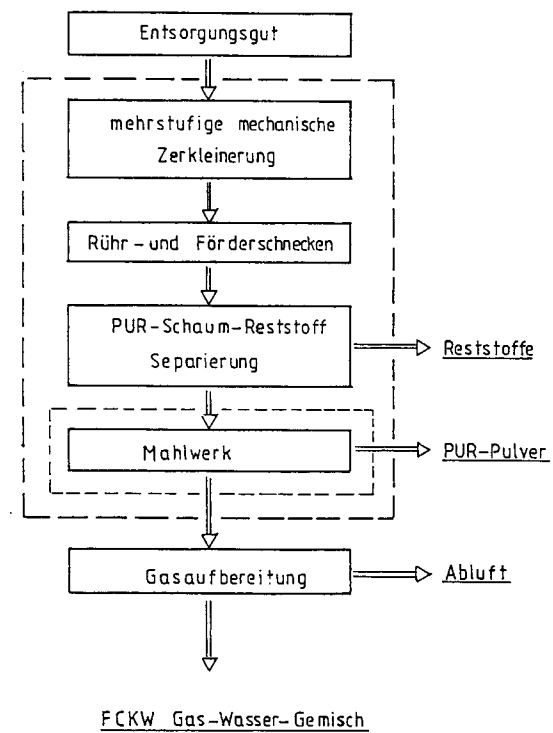 Entsorgungsgut
mehrstufige mechanische
Zerkleinerung
Rühr-und Förderschnecken
PUR-Schaum-Reststoff
Separierung
Reststoffe
Mahlwerk
PUR-Pulver
Gasaufbereitung
Abluft
FCKW Gas-Wasser-Gemisch